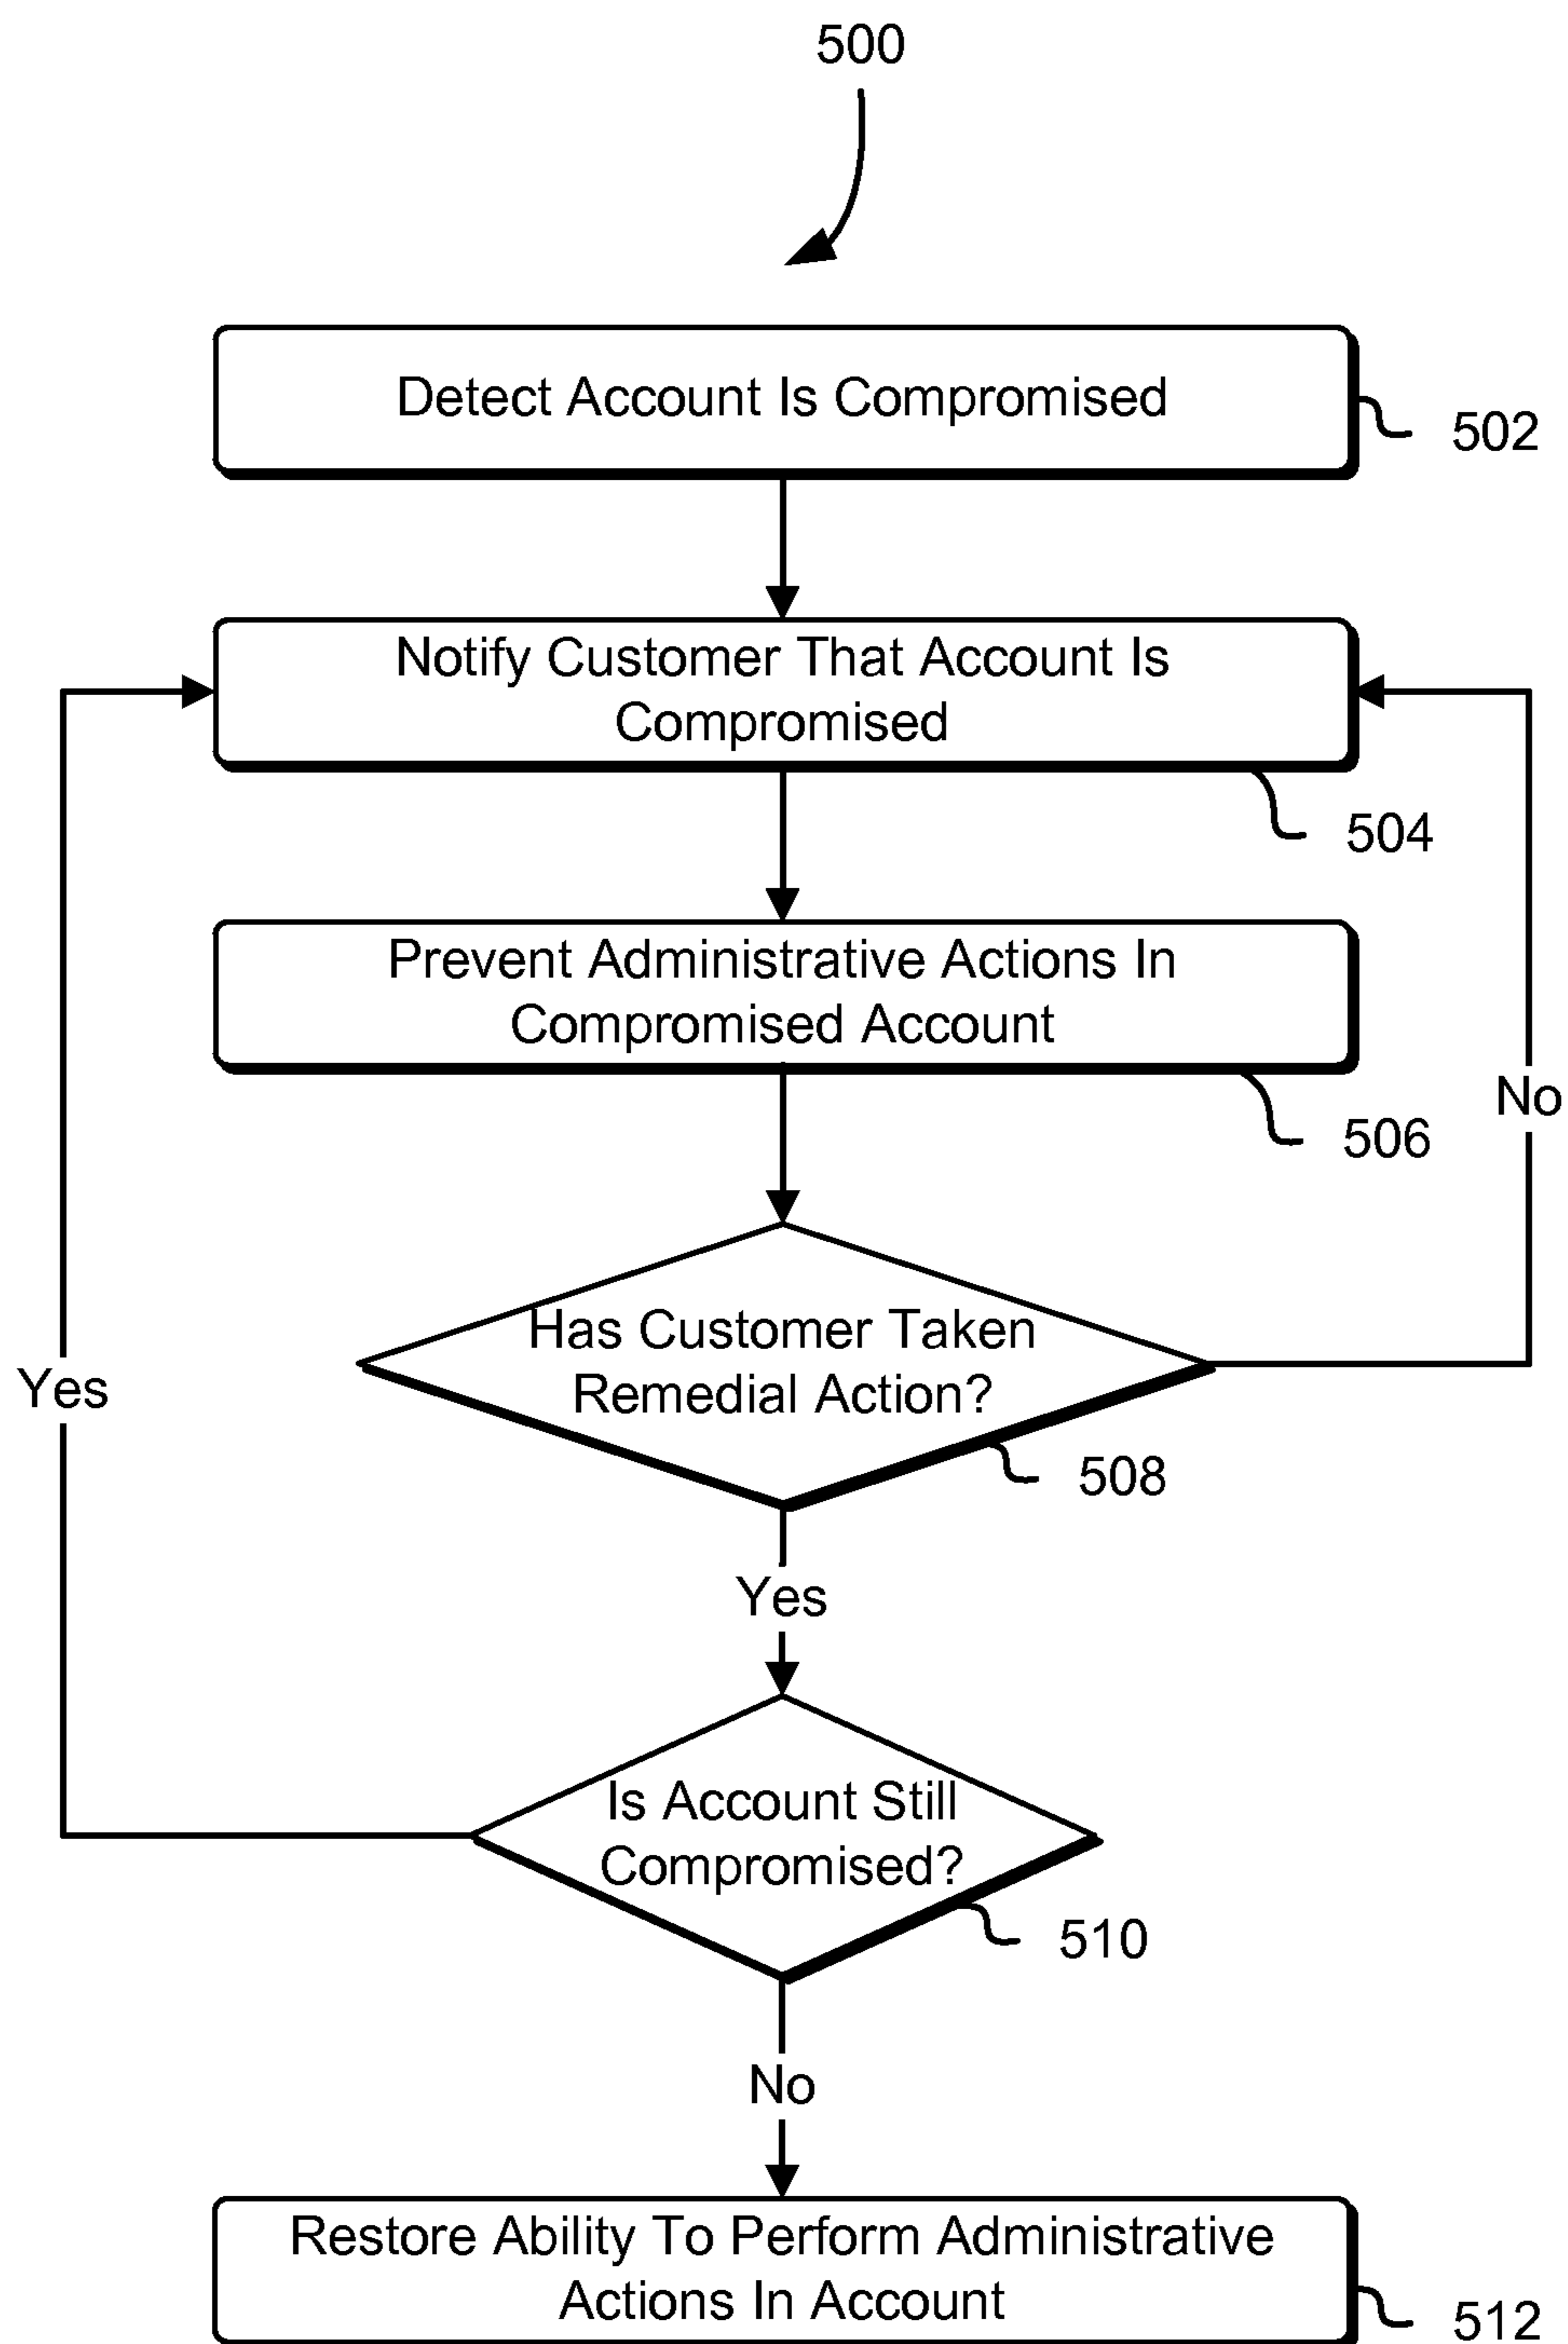 500
Detect Account Is Compromised
502
Notify Customer That Account Is
Compromised
504
Prevent Administrative Actions In
Compromised Account
506
No
Has Customer Taken
Remedial Action?
Yes
508
Yes
Is Account Still
Compromised?
510
No
Restore Ability To Perform Administrative
Actions In Account
512